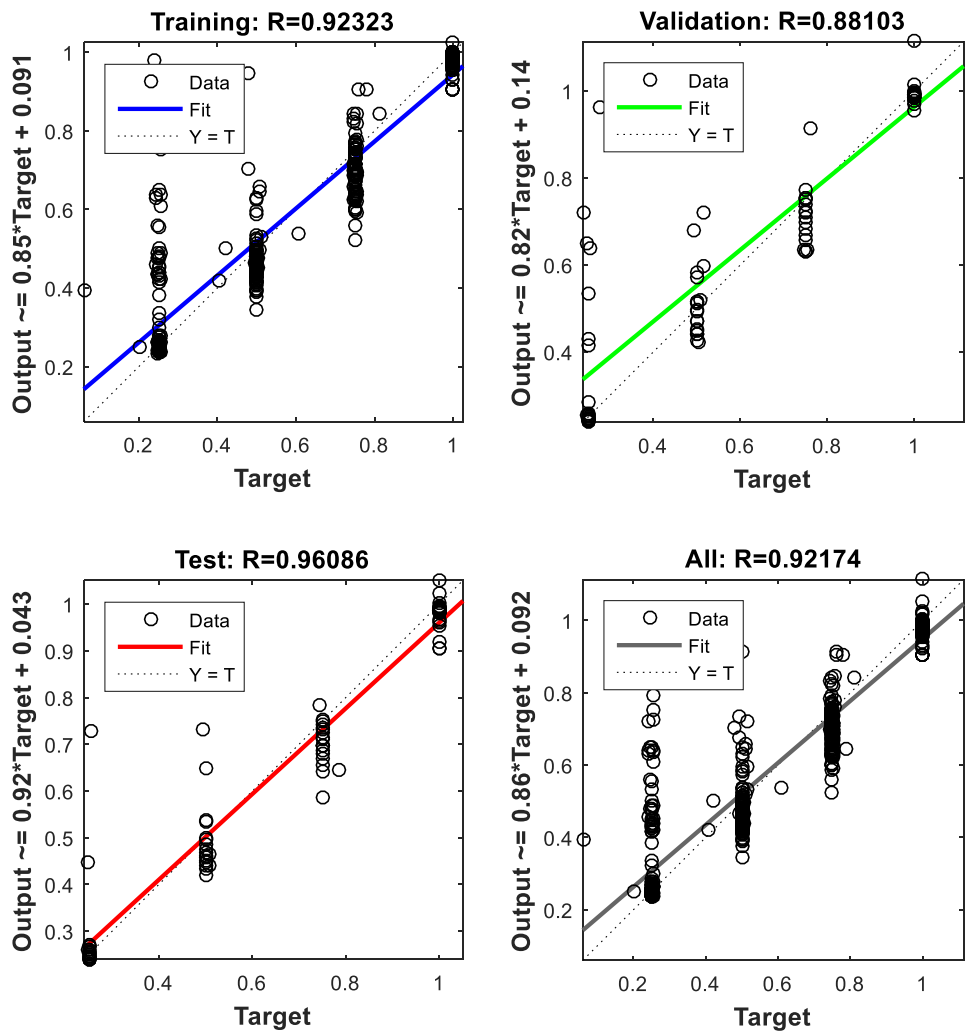 Training: R=0.92323
Output ~= 0.85*Target + 0.091
1
0.8
0.6
0.4
0.2
Data
Fit
Y = T
0.2
0.4
0.6
0.8
1
Target
Validation: R=0.88103
Output ~= 0.82*Target + 0.14
1
0.8
0.6
0.4
Data
Fit
Y = T
0.4
0.6
0.8
1
Target
Test: R=0.96086
Output ~= 0.92*Target + 0.043
1
0.9
0.8
0.7
0.6
0.5
0.4
0.3
Data
Fit
Y = T
0.4
0.6
0.8
1
Target
All: R=0.92174
Output ~= 0.86*Target + 0.092
1
0.8
0.6
0.4
0.2
Data
Fit
Y = T
0.2
0.4
0.6
0.8
1
Target